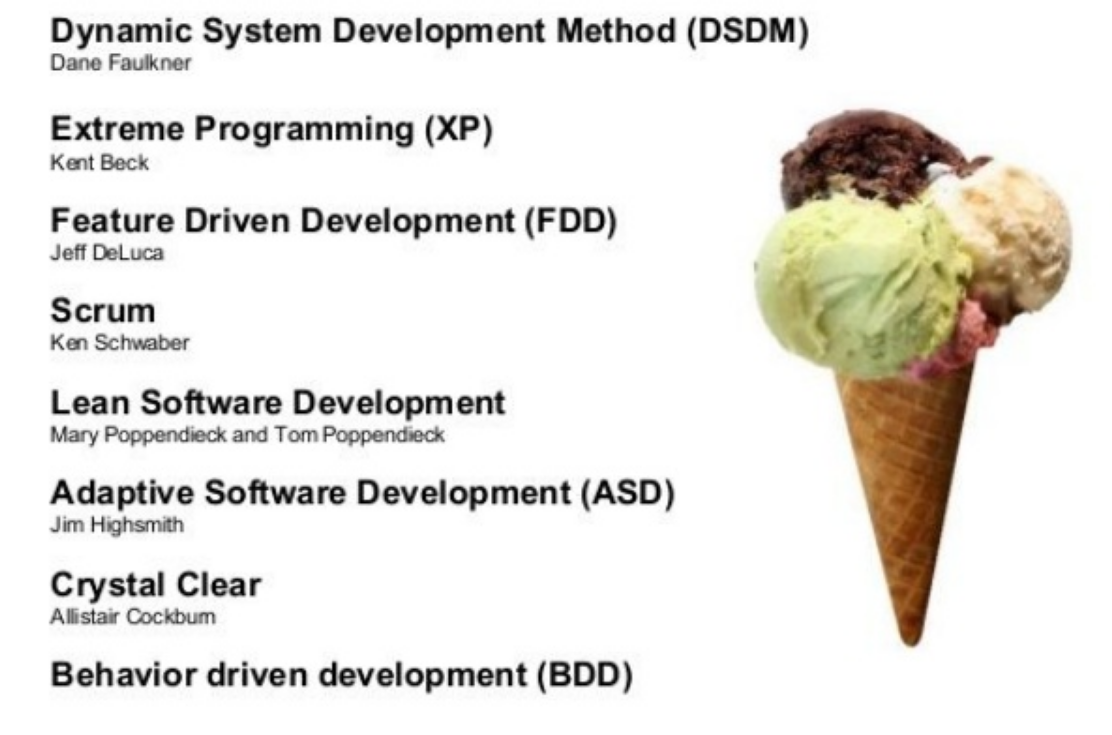 Dynamic System Development Method (DSDM)
Dane Faulkner
Extreme Programming (XP)
Kent Beck
Feature Driven Development (FDD)
Jeff DeLuca
Scrum
Ken Schwaber
Lean Software Development
Mary Poppendieck and Tom Poppendieck
Adaptive Software Development (ASD)
Jim Highsmith
Crystal Clear
Allistair Cockburn
Behavior driven development (BDD)